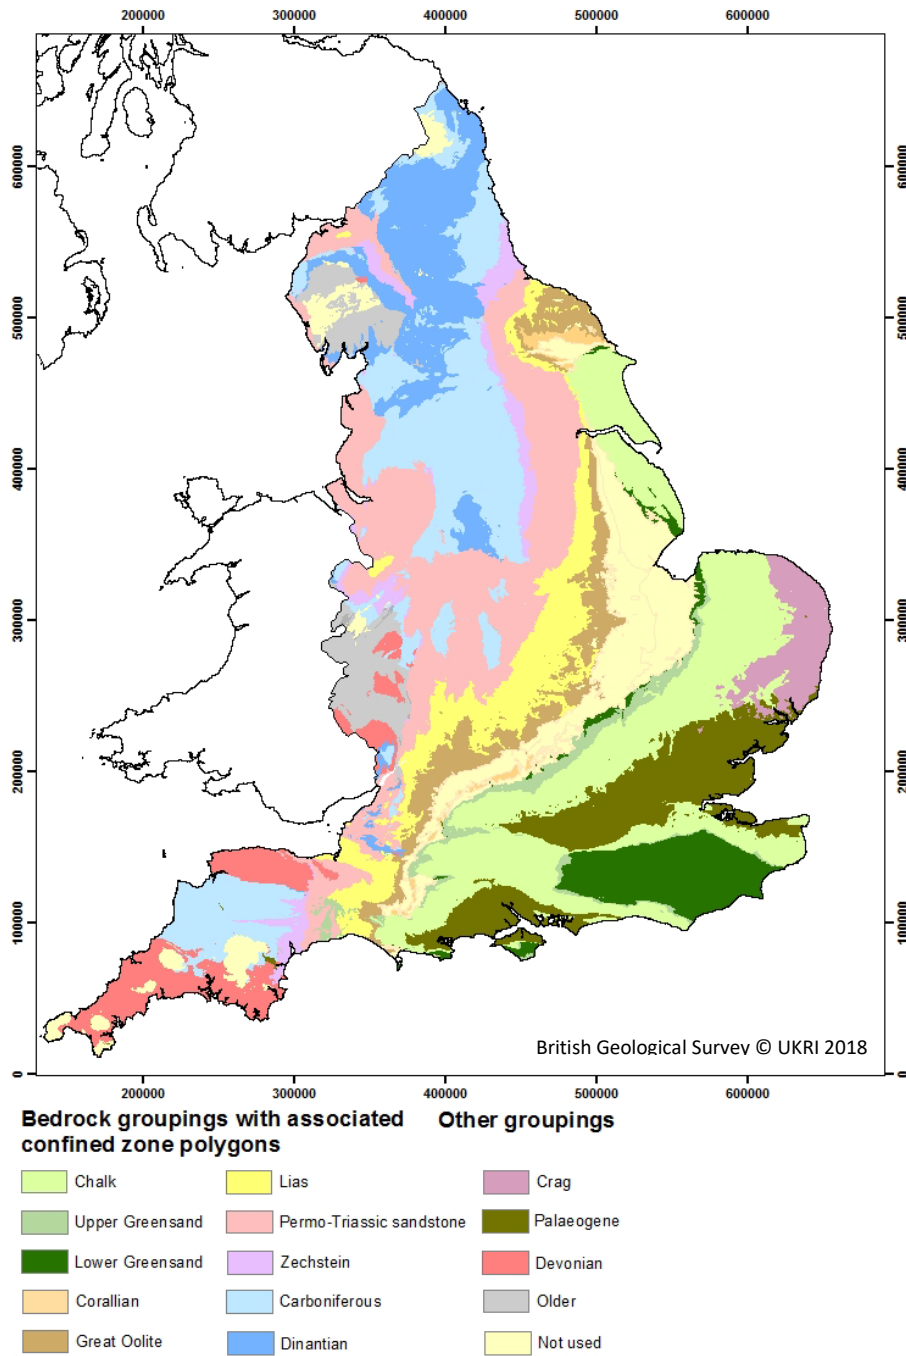 200000 300000 400000 500000 600000
600000 600000
500000 500000
400000 400000
300000 300000
200000 200000
100000 100000
0 0
British Geological Survey © UKRI 2018
200000 300000 400000 500000 600000
Bedrock groupings with associated
confined zone polygons
Other groupings
Chalk
Upper Greensand
Lower Greensand
Corallian
Great Oolite
Lias
Permo-Triassic sandstone
Zechstein
Carboniferous
Dinantian
Crag
Palaeogene
Devonian
Older
Not used